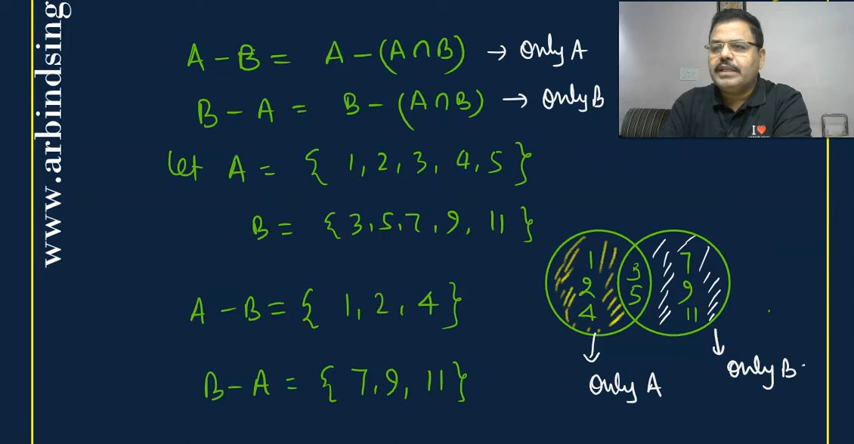 www.arbindsing
A - B = A - (A ∩ B) → Only A
B - A = B - (A ∩ B) → Only B
Let A = { 1, 2, 3, 4, 5 }
B = { 3, 5, 7, 9, 11 }
A - B = { 1, 2, 4 }
B - A = { 7, 9, 11 }
1 3 7
2 5 9
4 11
Only A
Only B
I ❤